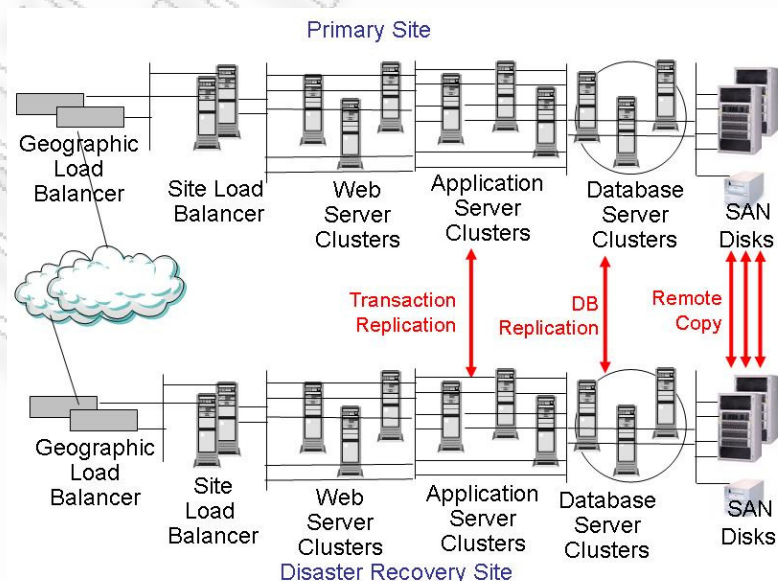 Primary Site
Geographic
Load
Balancer
Site Load
Balancer
Web
Server
Clusters
Application
Server
Clusters
Database
Server
Clusters
SAN
Disks
Transaction
Replication
DB
Replication
Remote
Copy
Geographic
Load
Balancer
Site
Load
Balancer
Web
Server
Clusters
Application
Server
Clusters
Database
Server
Clusters
SAN
Disks
Disaster Recovery Site